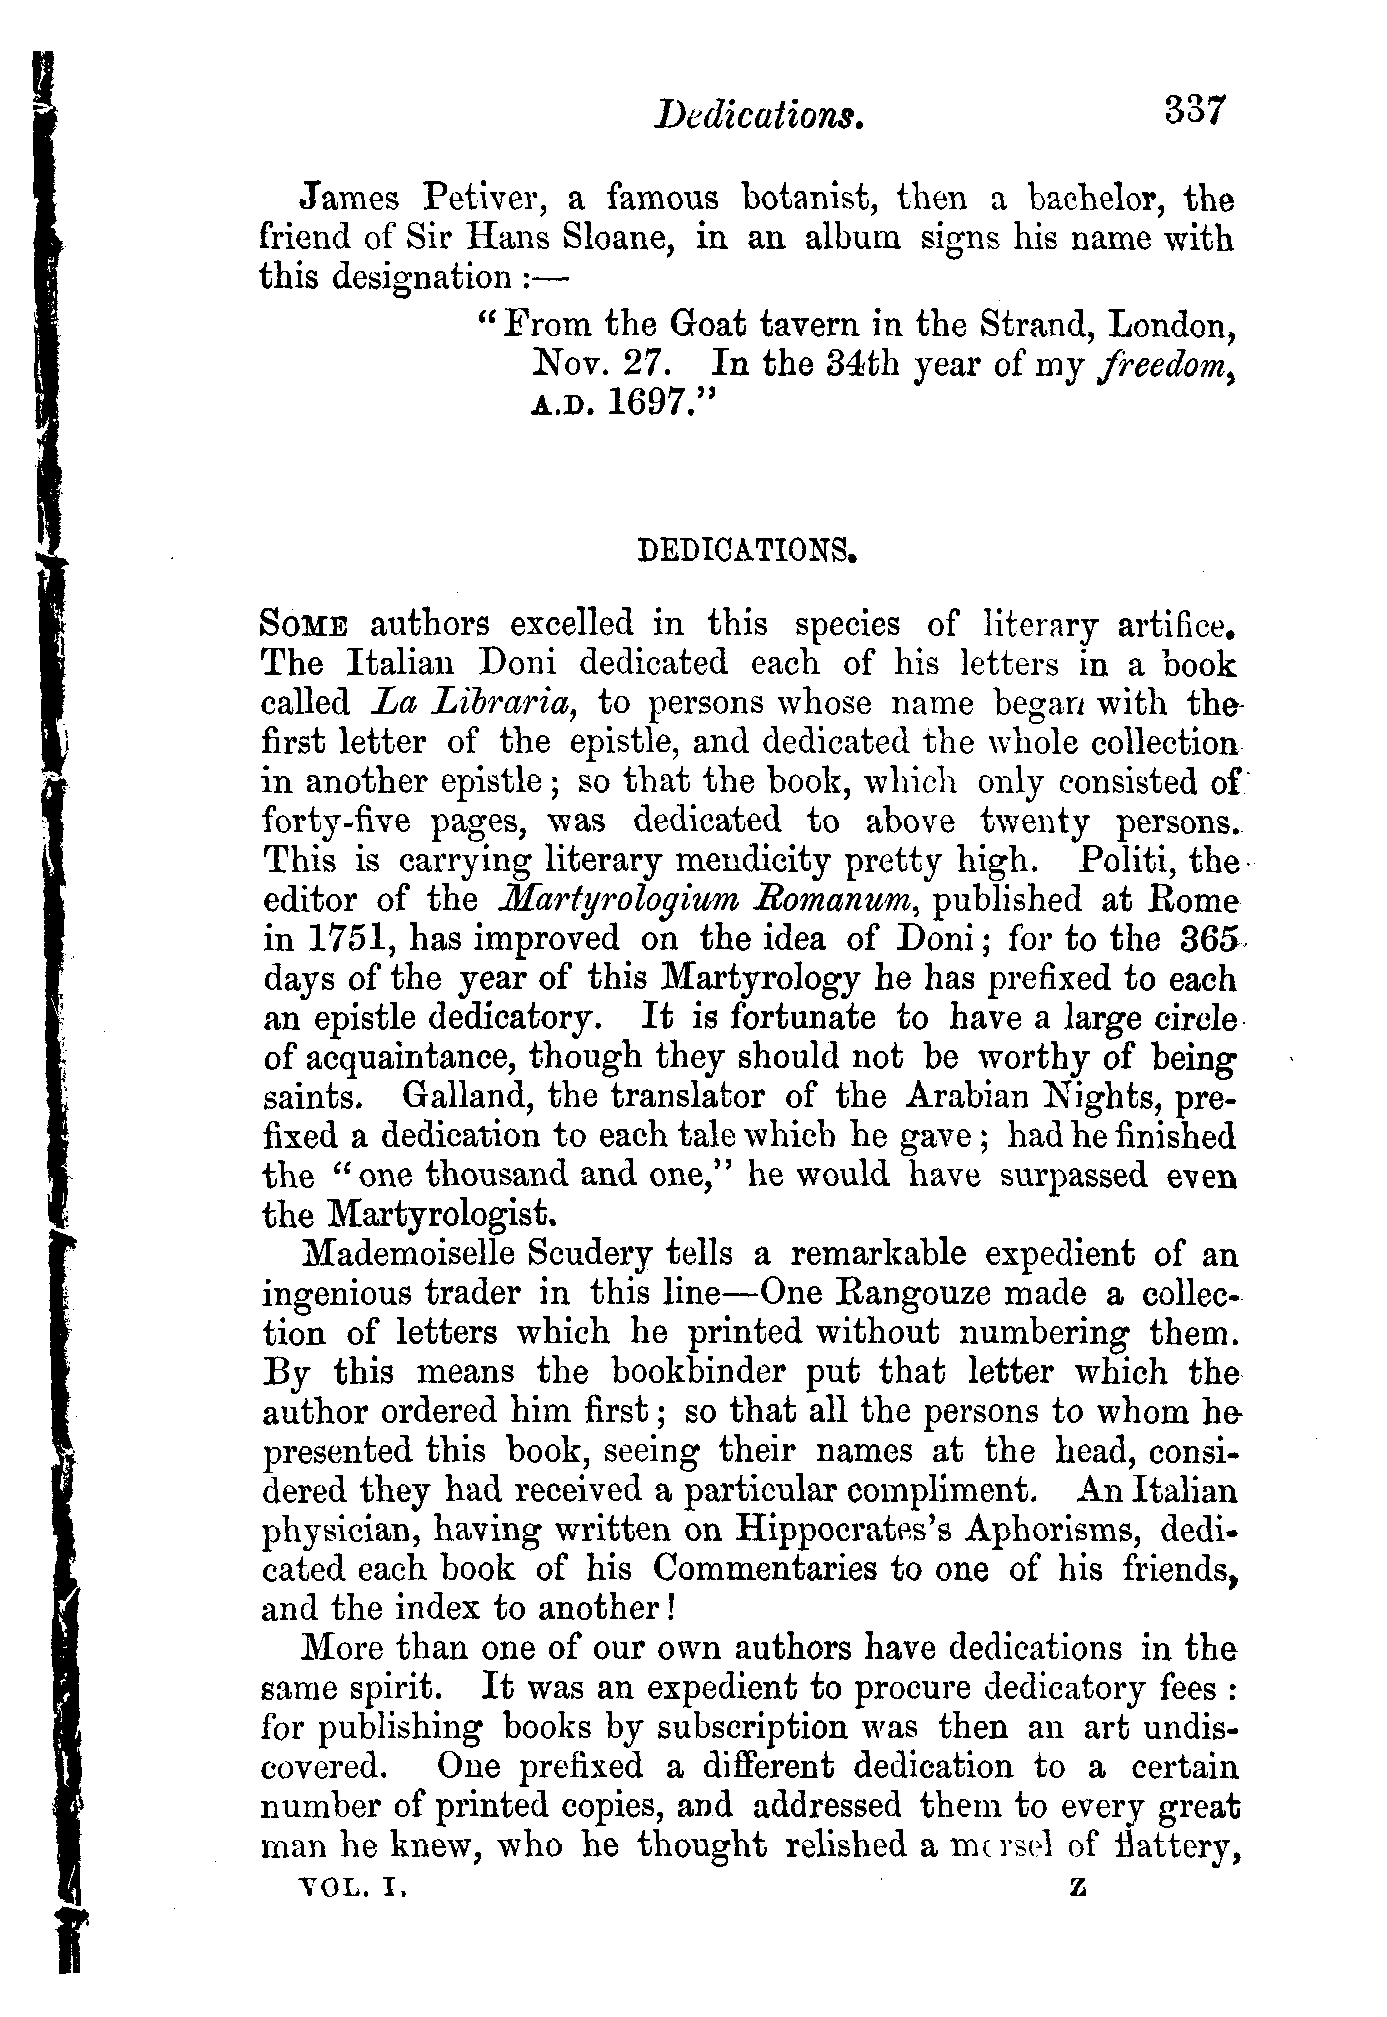 Dedications. 337
James Petiver, a famous botanist, then a bachelor, the
friend of Sir Hans Sloane, in an album signs his name with
this designation :—
“From the Goat tavern in the Strand, London,
Nov. 27. In the 34th year of my freedom,
A.D. 1697.”
DEDICATIONS.
SOME authors excelled in this species of literary artifice.
The Italian Doni dedicated each of his letters in a book
called La Libraria, to persons whose name began with the
first letter of the epistle, and dedicated the whole collection
in another epistle; so that the book, which only consisted of
forty-five pages, was dedicated to above twenty persons.
This is carrying literary mendicity pretty high. Politi, the
editor of the Martyrologium Romanum, published at Rome
in 1751, has improved on the idea of Doni; for to the 365
days of the year of this Martyrology he has prefixed to each
an epistle dedicatory. It is fortunate to have a large circle
of acquaintance, though they should not be worthy of being
saints. Galland, the translator of the Arabian Nights, pre-
fixed a dedication to each tale which he gave; had he finished
the “one thousand and one,” he would have surpassed even
the Martyrologist.
Mademoiselle Scudery tells a remarkable expedient of an
ingenious trader in this line—One Rangouze made a collec-
tion of letters which he printed without numbering them.
By this means the bookbinder put that letter which the
author ordered him first; so that all the persons to whom he
presented this book, seeing their names at the head, consi-
dered they had received a particular compliment. An Italian
physician, having written on Hippocrates’s Aphorisms, dedi-
cated each book of his Commentaries to one of his friends,
and the index to another!
More than one of our own authors have dedications in the
same spirit. It was an expedient to procure dedicatory fees :
for publishing books by subscription was then an art undis-
covered. One prefixed a different dedication to a certain
number of printed copies, and addressed them to every great
man he knew, who he thought relished a morsel of flattery,
VOL. I. Z